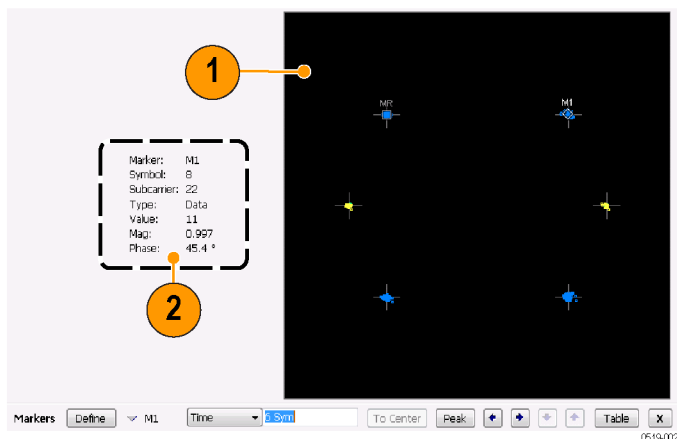 1
MR
M1
Marker: M1
Symbol: 8
Subcarrier: 22
Type: Data
Value: 11
Mag: 0.997
Phase: 45.4 °
2
Markers Define M1 Time 5 Sym To Center Peak Table X
0519-002